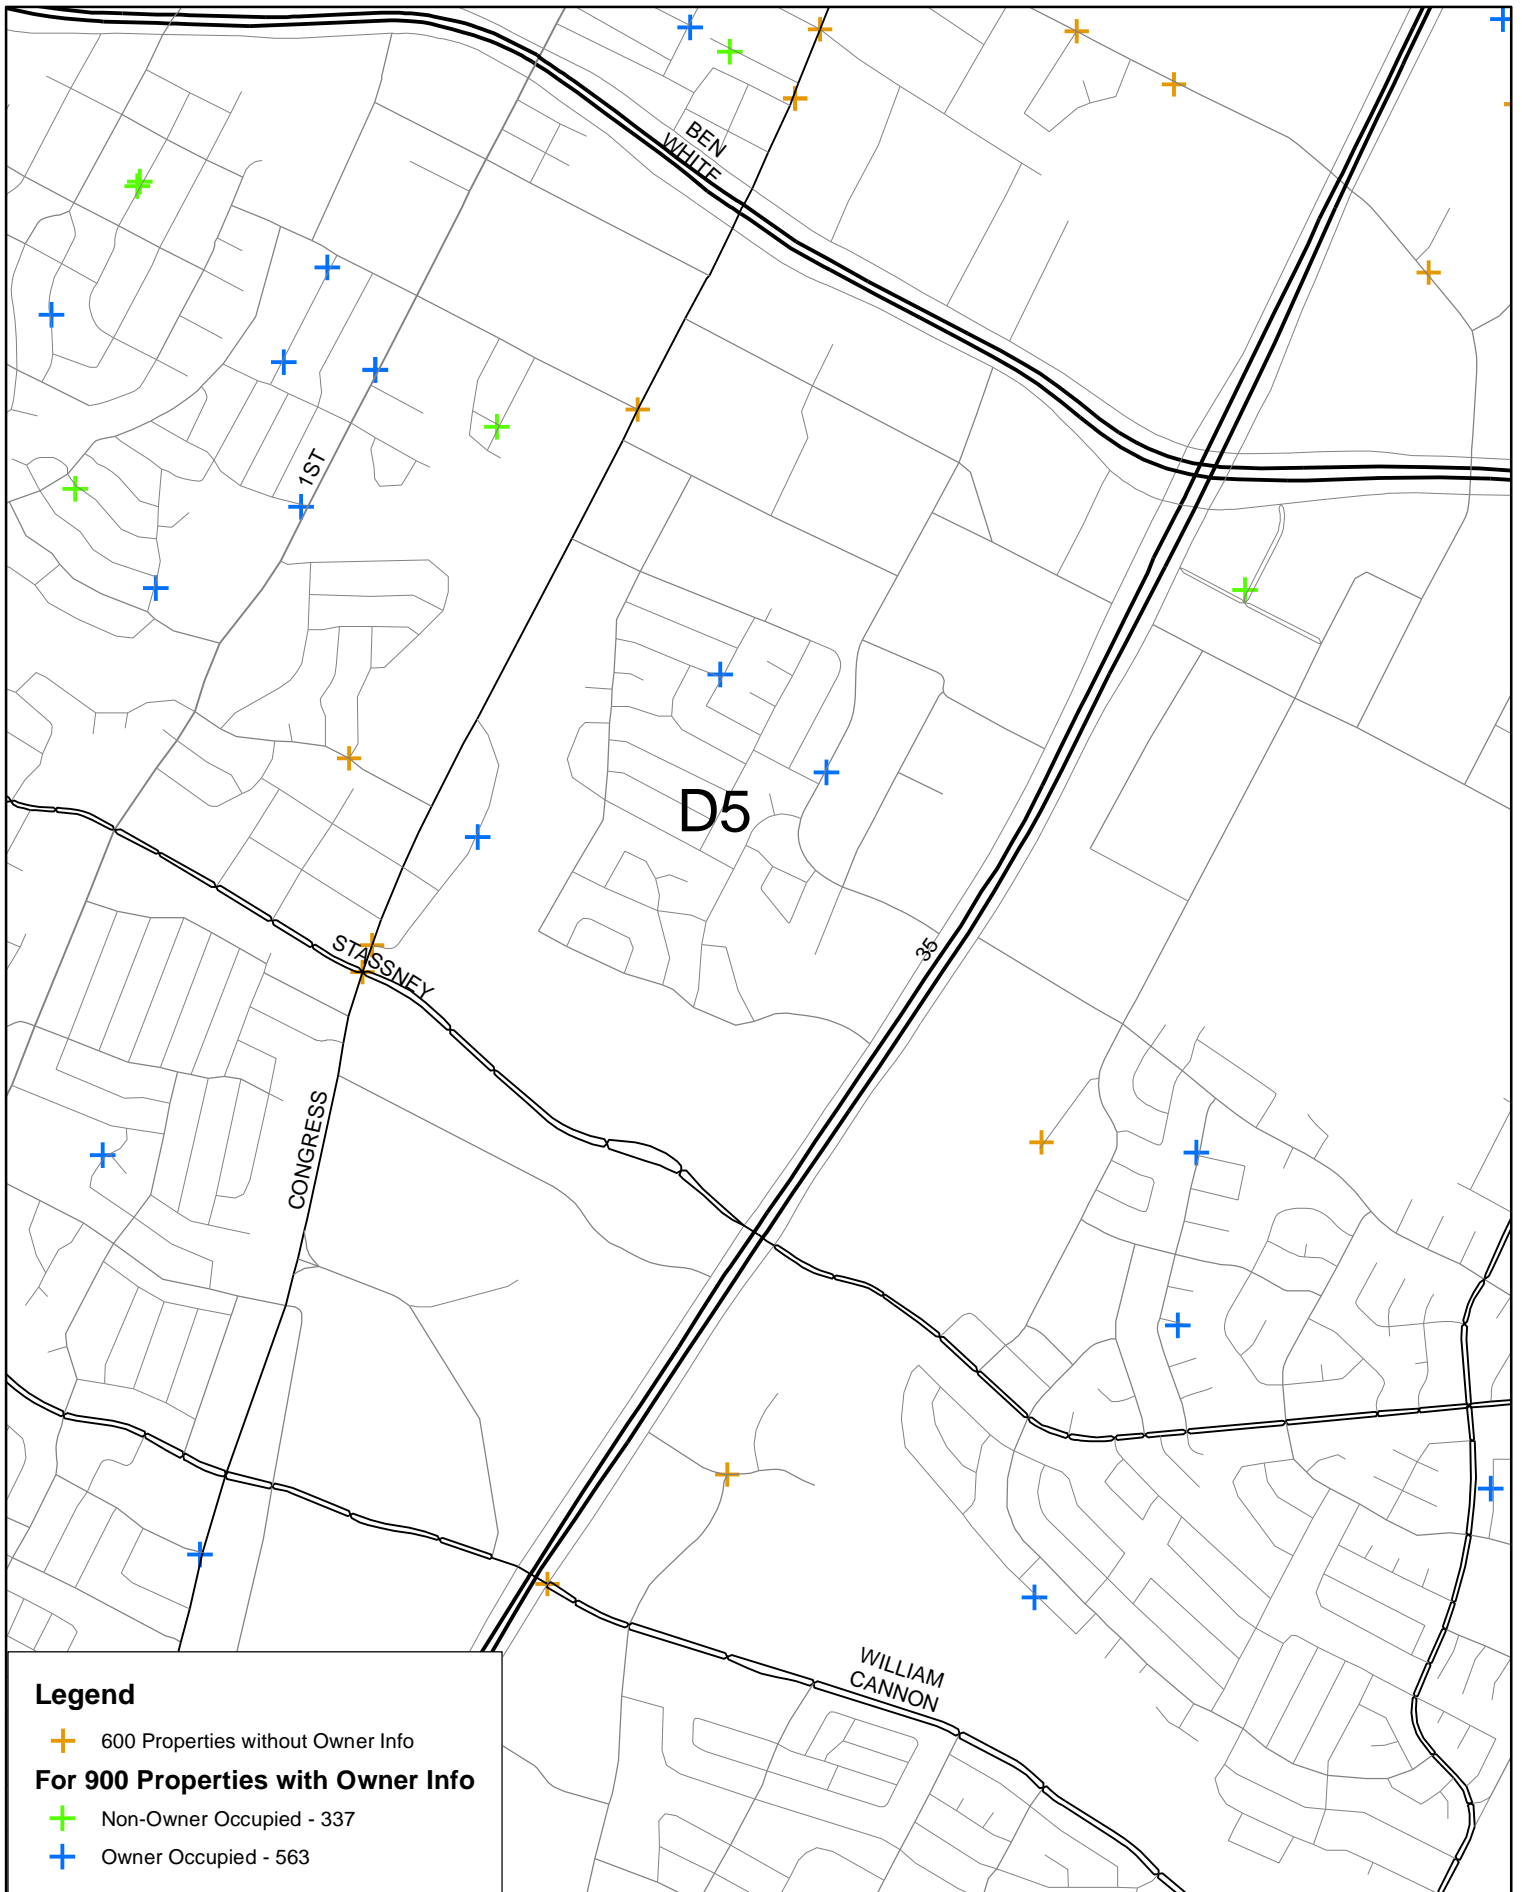 BEN
WHITE
1ST
D5
35
STASSNEY
CONGRESS
WILLIAM
CANNON
Legend
600 Properties without Owner Info
For 900 Properties with Owner Info
Non-Owner Occupied - 337
Owner Occupied - 563